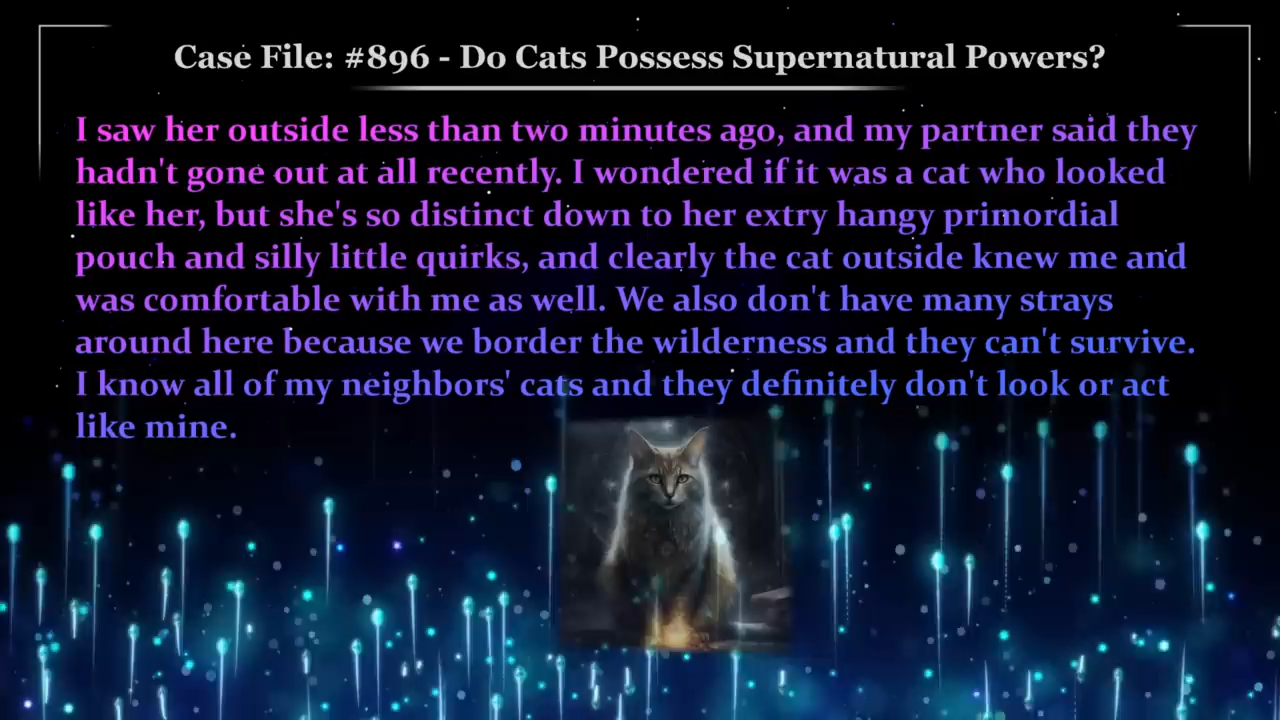 Case File: #896 - Do Cats Possess Supernatural Powers?
I saw her outside less than two minutes ago, and my partner said they
hadn't gone out at all recently. I wondered if it was a cat who looked
like her, but she's so distinct down to her extry hangy primordial
pouch and silly little quirks, and clearly the cat outside knew me and
was comfortable with me as well. We also don't have many strays
around here because we border the wilderness and they can't survive.
I know all of my neighbors' cats and they definitely don't look or act
like mine.